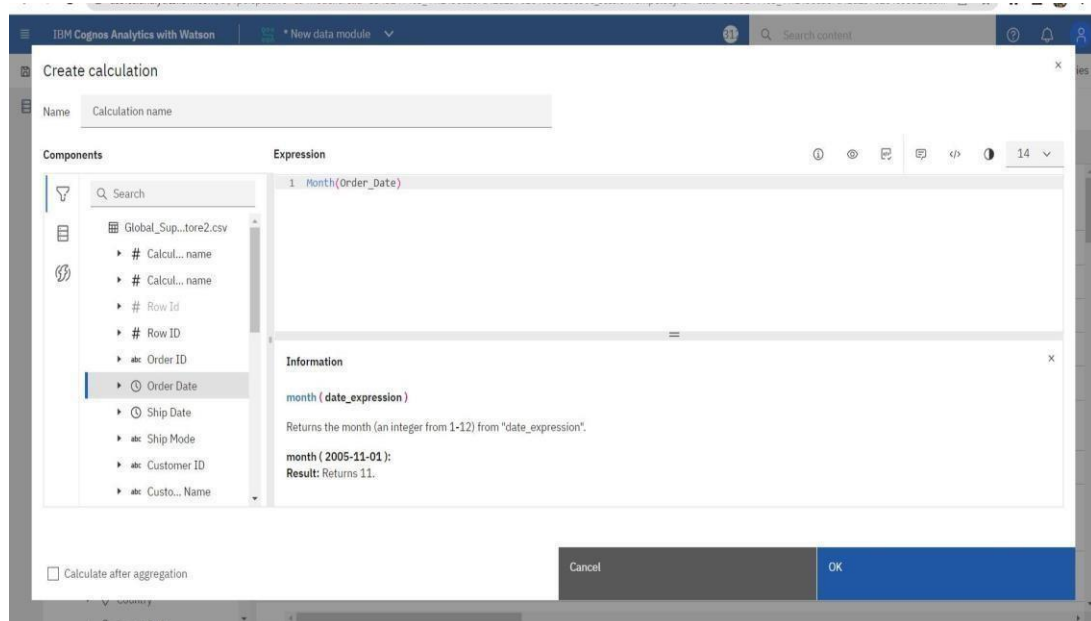 IBM Cognos Analytics with Watson
* New data module
Search content
Create calculation
Name
Calculation name
Components
Expression
14
Search
1 Month(Order_Date)
Global_Sup...tore2.csv
# Calcul... name
# Calcul... name
# Row Id
# Row ID
abc Order ID
Order Date
Ship Date
abc Ship Mode
abc Customer ID
abc Custo... Name
Information
month ( date_expression )
Returns the month (an integer from 1-12) from "date_expression".
month ( 2005-11-01 ):
Result: Returns 11.
Calculate after aggregation
Cancel
OK
Country